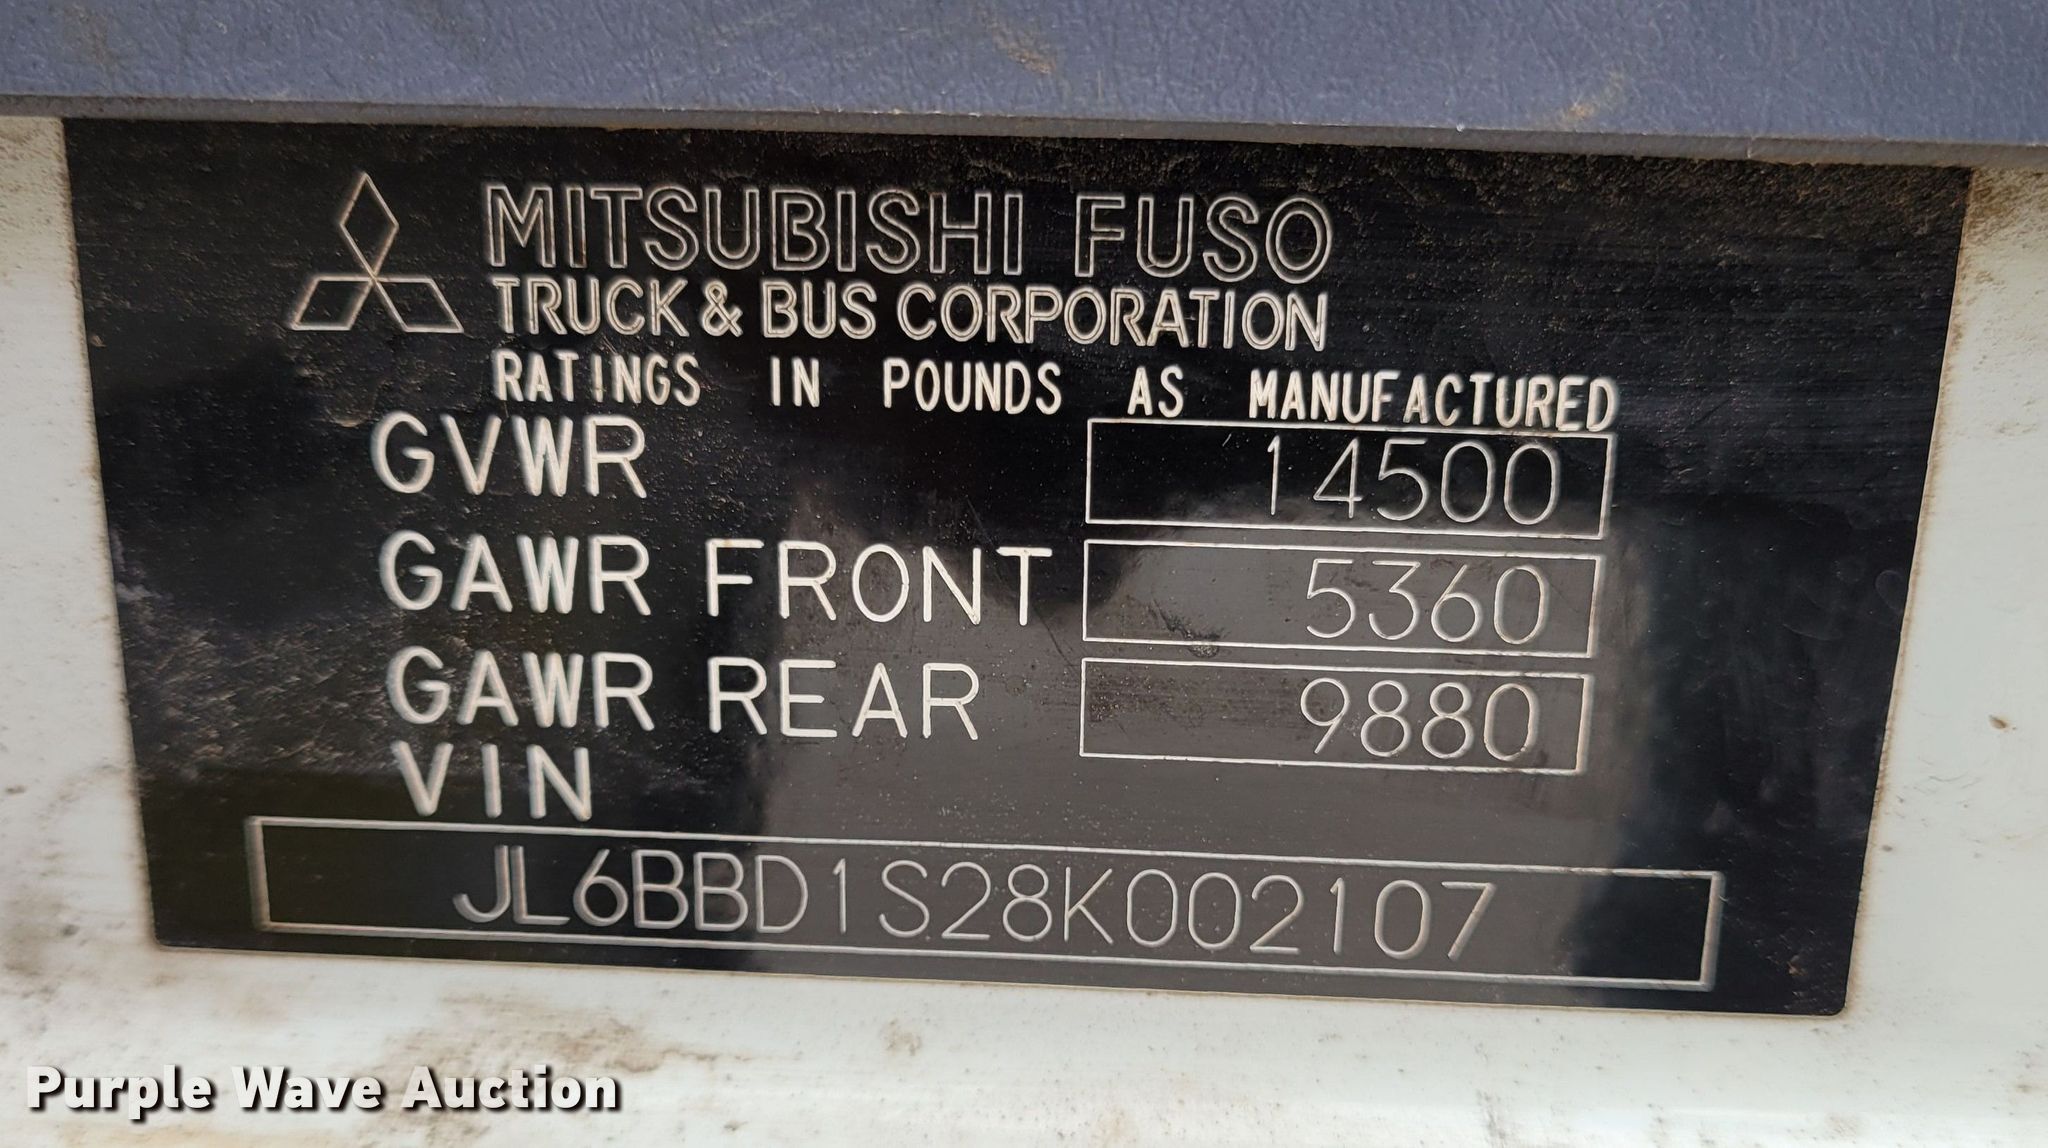 MITSUBISHI FUSO
TRUCK & BUS CORPORATION
RATINGS IN POUNDS AS MANUFACTURED
GVWR 14500
GAWR FRONT 5360
GAWR REAR 9880
VIN
JL6BBD1S28K002107
Purple Wave Auction